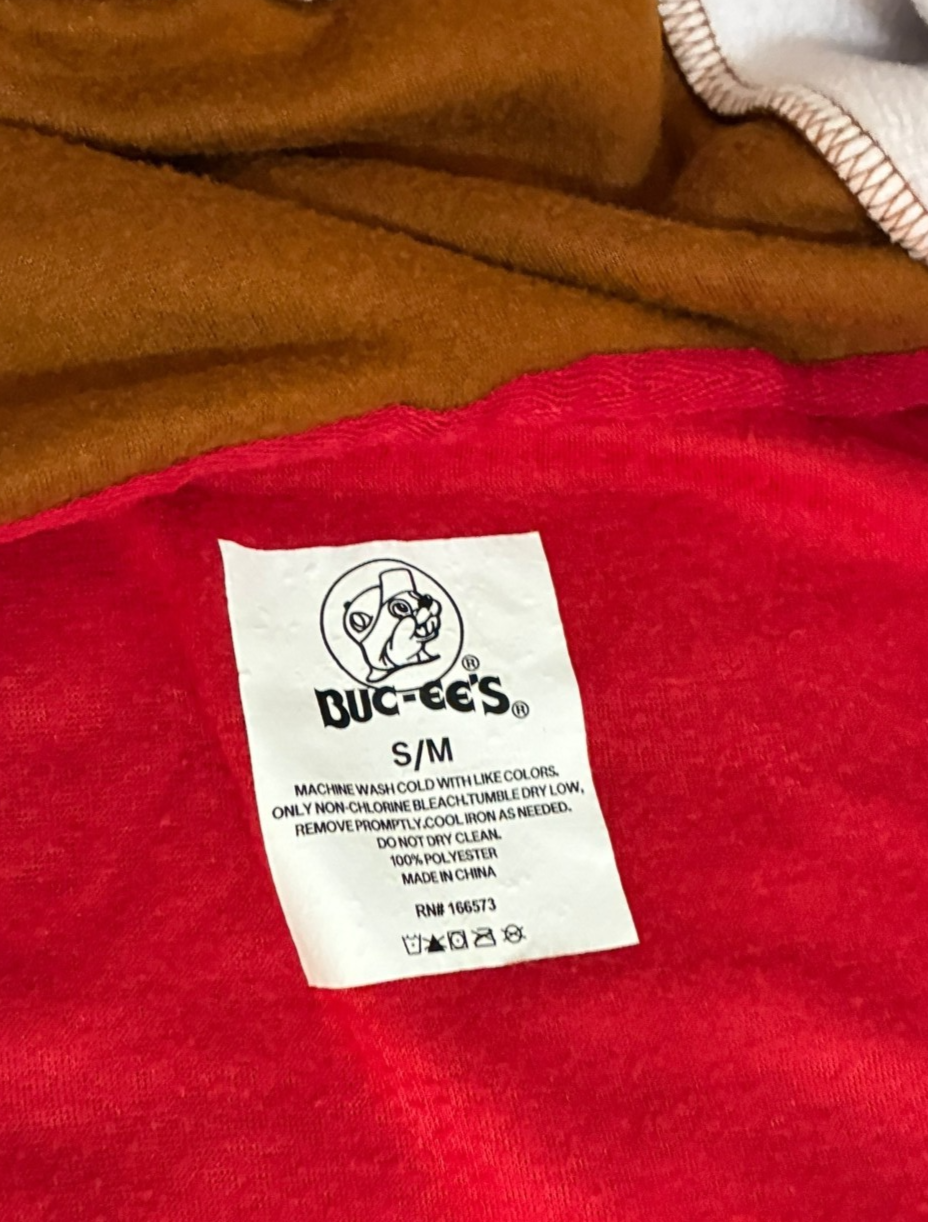 BUC-EE'S®
S/M
MACHINE WASH COLD WITH LIKE COLORS.
ONLY NON-CHLORINE BLEACH.TUMBLE DRY LOW,
REMOVE PROMPTLY.COOL IRON AS NEEDED.
DO NOT DRY CLEAN.
100% POLYESTER
MADE IN CHINA
RN# 166573